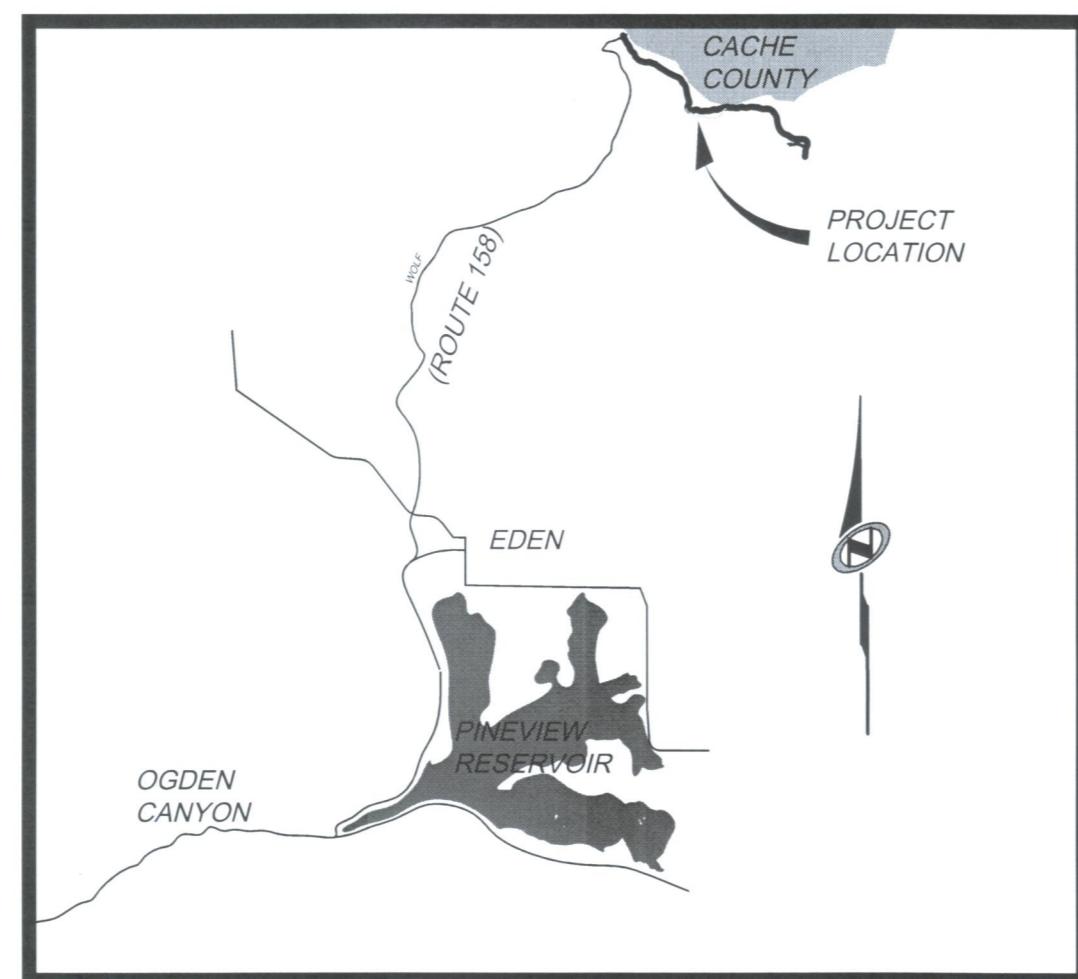 CACHE
COUNTY
PROJECT
LOCATION
WOLF
(ROUTE 158)
EDEN
N
PINEVIEW
RESERVOIR
OGDEN
CANYON